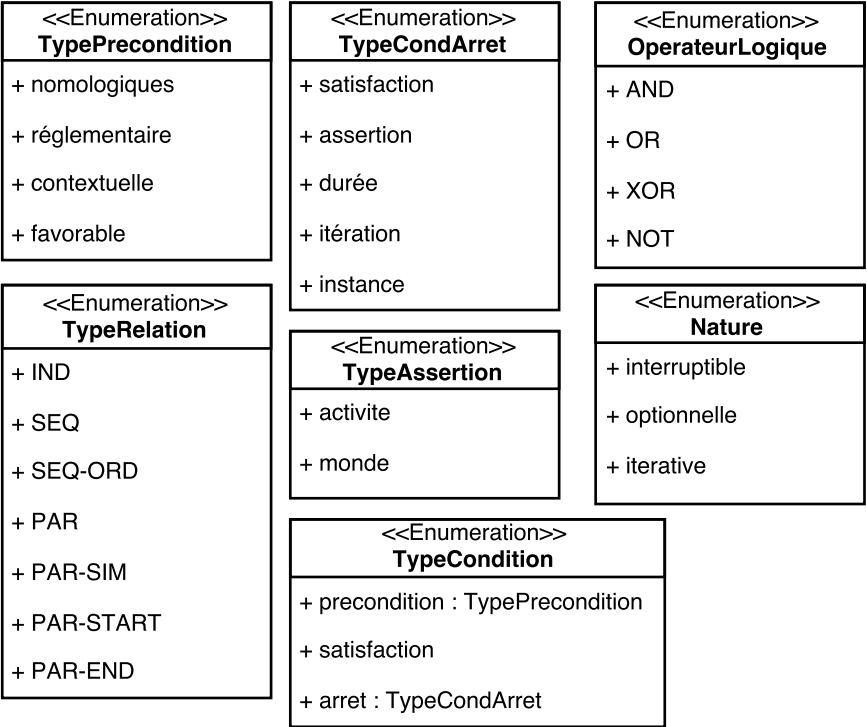 <<Enumeration>>
TypePrecondition
+ nomologiques
+ réglementaire
+ contextuelle
+ favorable
<<Enumeration>>
TypeCondArret
+ satisfaction
+ assertion
+ durée
+ itération
+ instance
<<Enumeration>>
OperateurLogique
+ AND
+ OR
+ XOR
+ NOT
<<Enumeration>>
TypeRelation
+ IND
+ SEQ
+ SEQ-ORD
+ PAR
+ PAR-SIM
+ PAR-START
+ PAR-END
<<Enumeration>>
TypeAssertion
+ activite
+ monde
<<Enumeration>>
Nature
+ interruptible
+ optionnelle
+ iterative
<<Enumeration>>
TypeCondition
+ precondition : TypePrecondition
+ satisfaction
+ arret : TypeCondArret